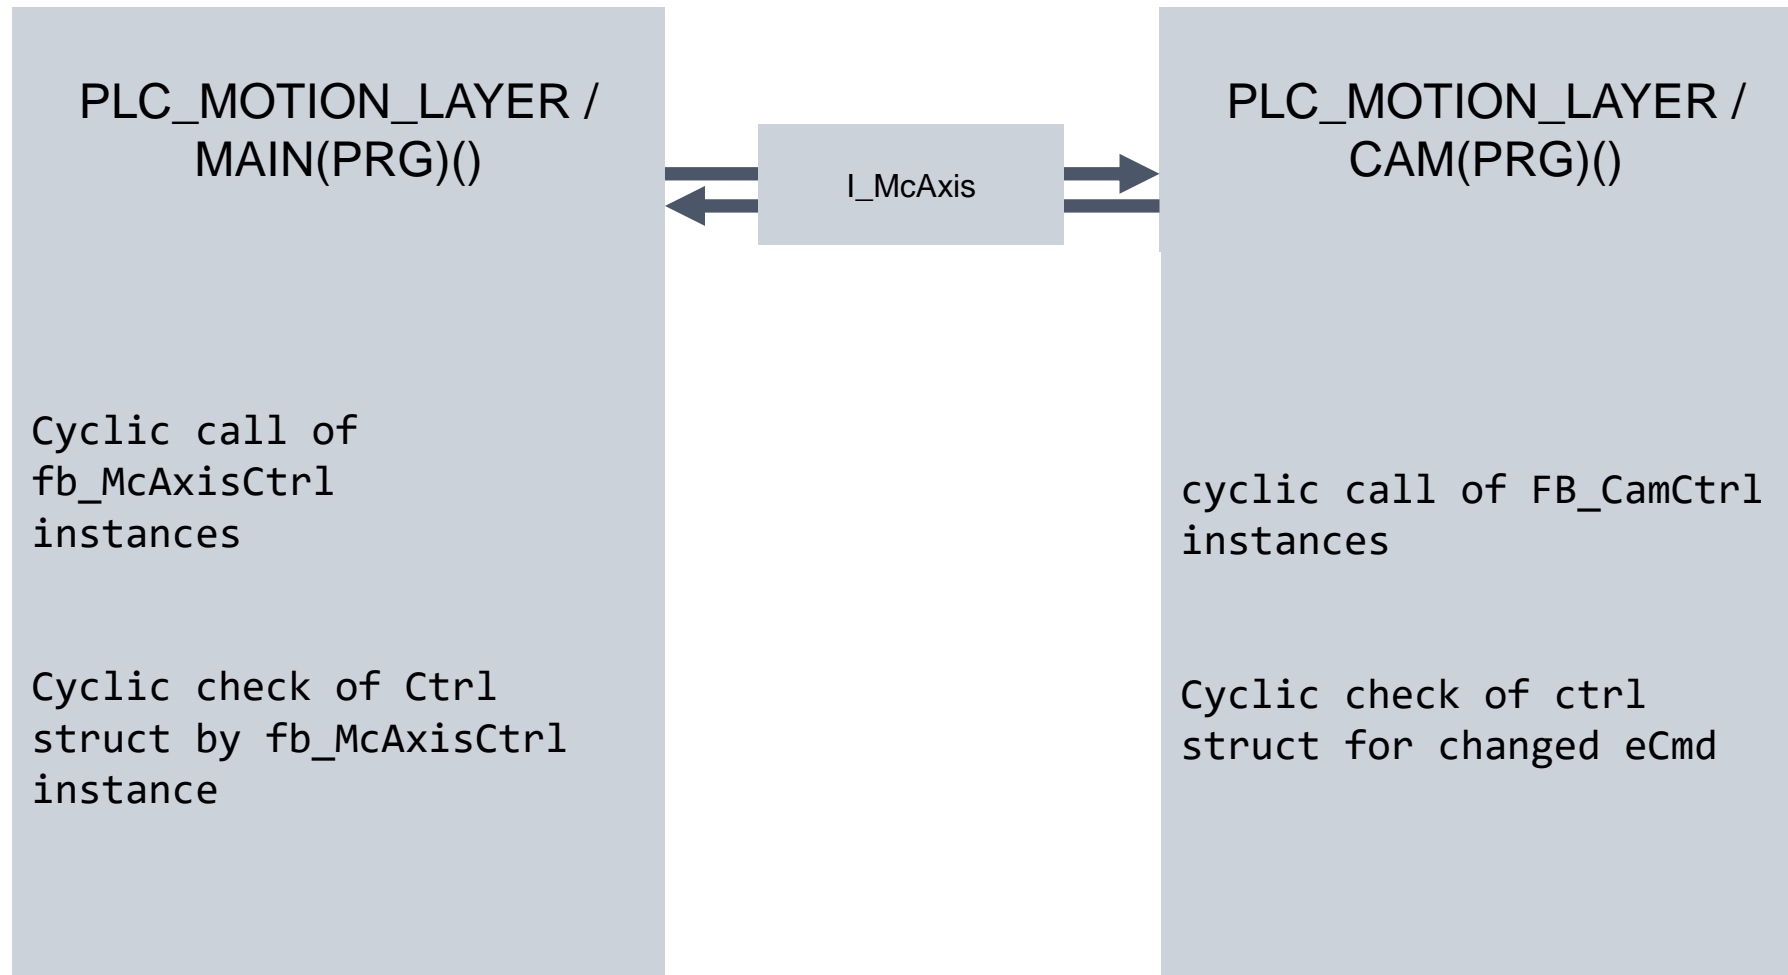 PLC_MOTION_LAYER /
MAIN(PRG)()
Cyclic call of
fb_McAxisCtrl
instances
Cyclic check of Ctrl
struct by fb_McAxisCtrl
instance
I_McAxis
PLC_MOTION_LAYER /
CAM(PRG)()
cyclic call of FB_CamCtrl
instances
Cyclic check of ctrl
struct for changed eCmd